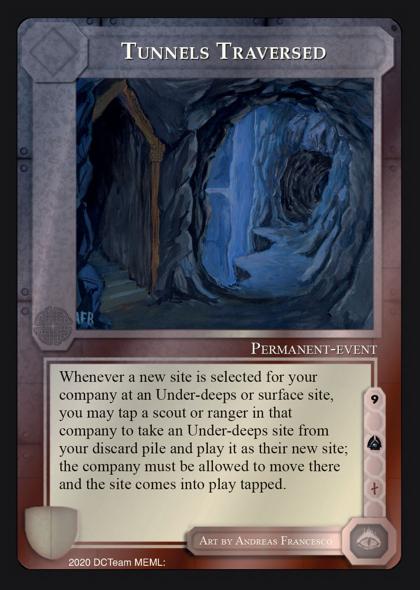 Tunnels Traversed
AFR
Permanent-event
Whenever a new site is selected for your
company at an Under-deeps or surface site,
you may tap a scout or ranger in that
company to take an Under-deeps site from
your discard pile and play it as their new site;
the company must be allowed to move there
and the site comes into play tapped.
9
Art by Andreas Francesco
2020 DCTeam MEML: